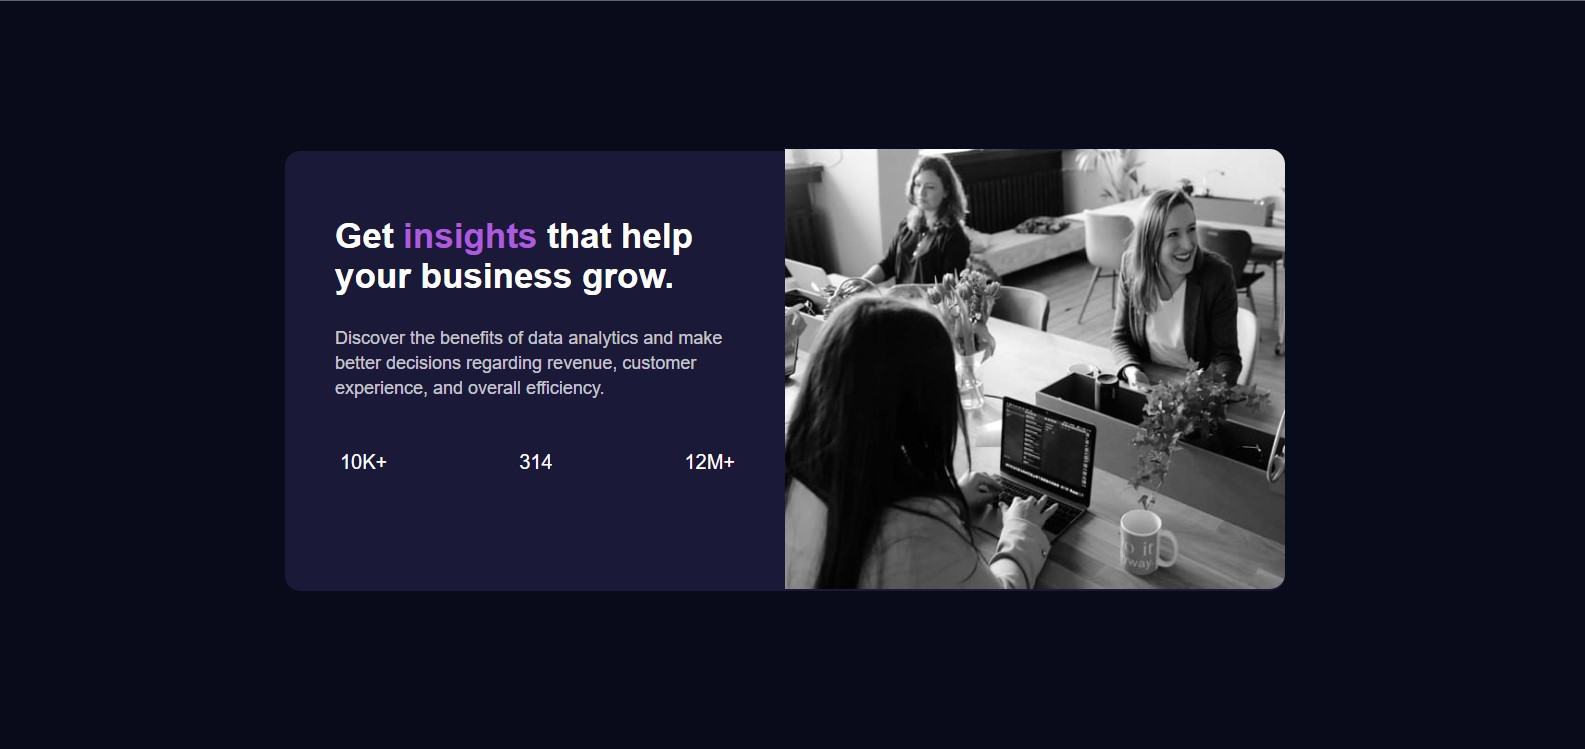 Get insights that help
your business grow.
Discover the benefits of data analytics and make
better decisions regarding revenue, customer
experience, and overall efficiency.
10K+ 314 12M+